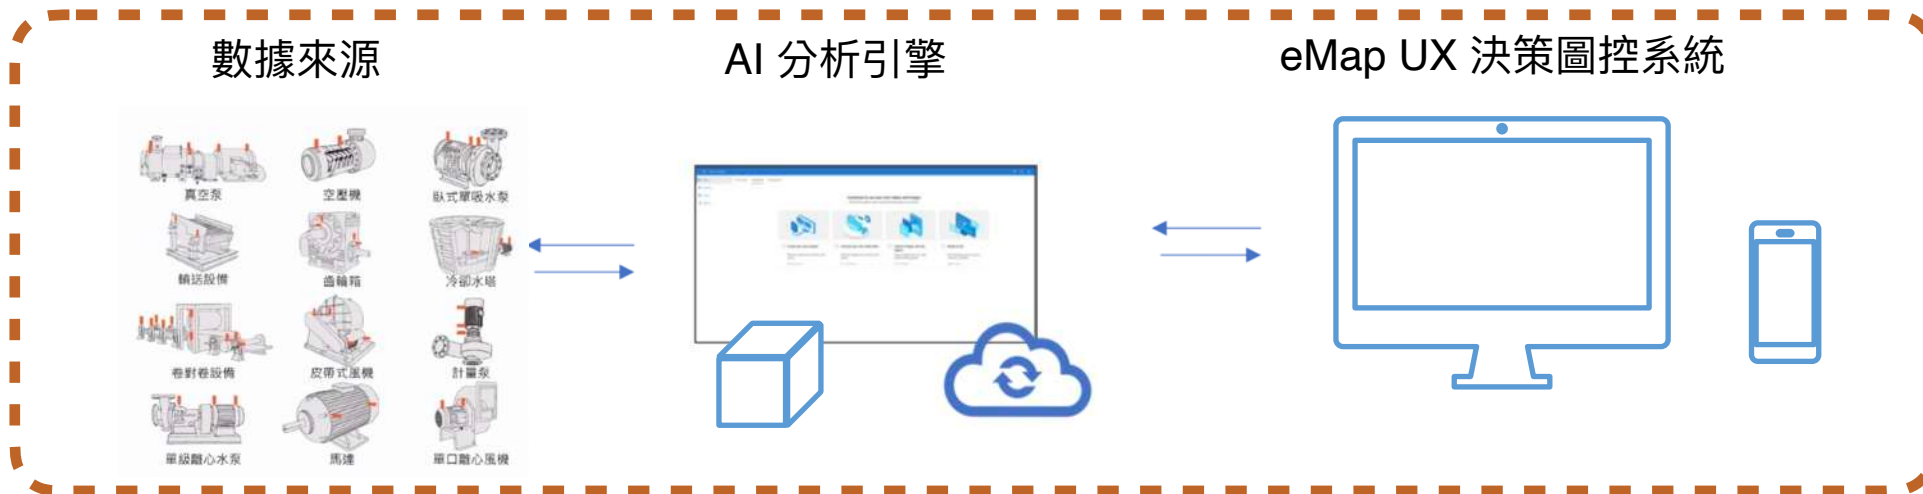 數據來源
AI 分析引擎
eMap UX 決策圖控系統
真空泵
空壓機
臥式單吸水泵
輸送設備
齒輪箱
冷卻水塔
卷對卷設備
皮帶式風機
計量泵
單級離心水泵
馬達
單口離心風機